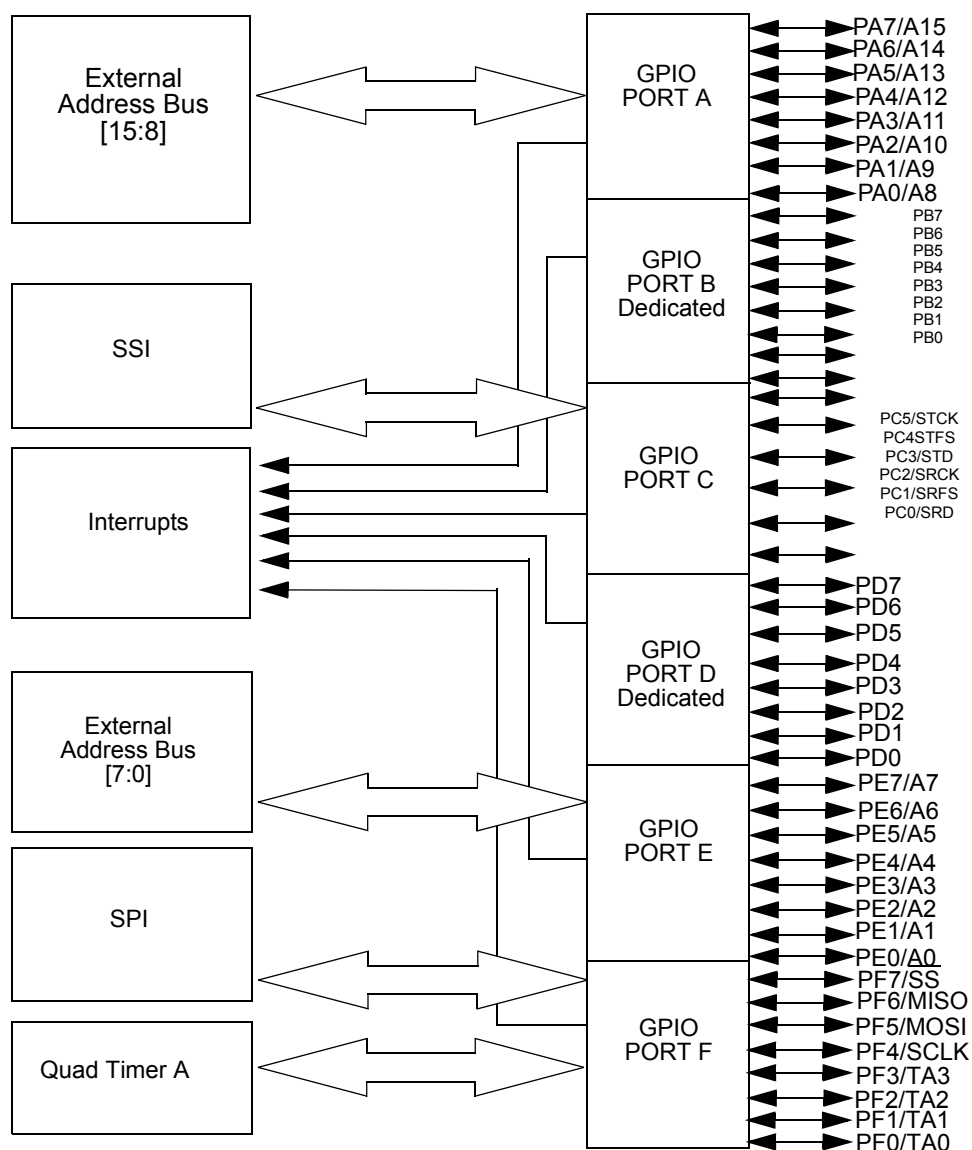 External
Address Bus
[15:8]
SSI
Interrupts
External
Address Bus
[7:0]
SPI
Quad Timer A
GPIO
PORT A
GPIO
PORT B
Dedicated
GPIO
PORT C
GPIO
PORT D
Dedicated
GPIO
PORT E
GPIO
PORT F
PA7/A15
PA6/A14
PA5/A13
PA4/A12
PA3/A11
PA2/A10
PA1/A9
PA0/A8
PB7
PB6
PB5
PB4
PB3
PB2
PB1
PB0
PC5/STCK
PC4STFS
PC3/STD
PC2/SRCK
PC1/SRFS
PC0/SRD
PD7
PD6
PD5
PD4
PD3
PD2
PD1
PD0
PE7/A7
PE6/A6
PE5/A5
PE4/A4
PE3/A3
PE2/A2
PE1/A1
PE0/A0
PF7/SS
PF6/MISO
PF5/MOSI
PF4/SCLK
PF3/TA3
PF2/TA2
PF1/TA1
PF0/TA0